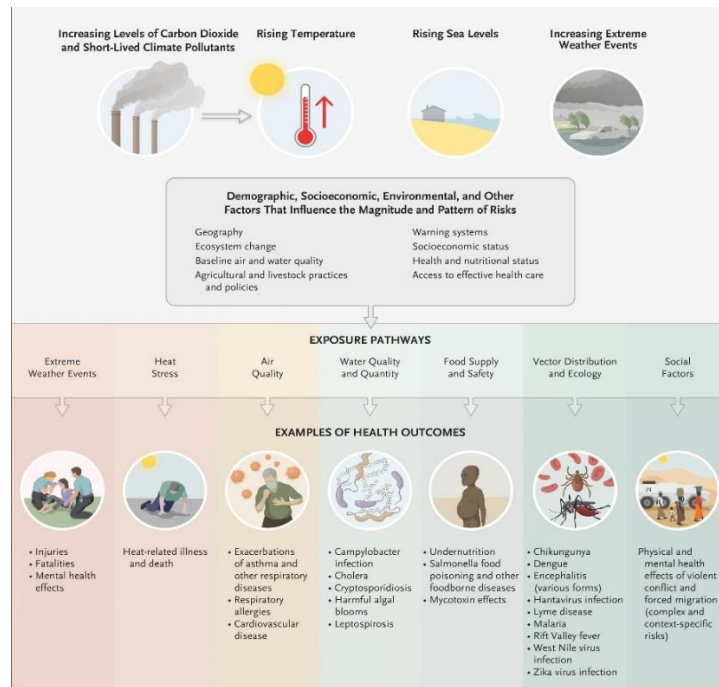 Increasing Levels of Carbon Dioxide
and Short-Lived Climate Pollutants
Rising Temperature
Rising Sea Levels
Increasing Extreme
Weather Events
Demographic, Socioeconomic, Environmental, and Other
Factors That Influence the Magnitude and Pattern of Risks
Geography
Ecosystem change
Baseline air and water quality
Agricultural and livestock practices
and policies
Warning systems
Socioeconomic status
Health and nutritional status
Access to effective health care
EXPOSURE PATHWAYS
Extreme
Weather Events
Heat
Stress
Air
Quality
Water Quality
and Quantity
Food Supply
and Safety
Vector Distribution
and Ecology
Social
Factors
EXAMPLES OF HEALTH OUTCOMES
• Injuries
• Fatalities
• Mental health
effects
Heat-related illness
and death
• Exacerbations
of asthma and
other respiratory
diseases
• Respiratory
allergies
• Cardiovascular
disease
• Campylobacter
infection
• Cholera
• Cryptosporidiosis
• Harmful algal
blooms
• Leptospirosis
• Undernutrition
• Salmonella food
poisoning and other
foodborne diseases
• Mycotoxin effects
• Chikungunya
• Dengue
• Encephalitis
(various forms)
• Hantavirus infection
• Lyme disease
• Malaria
• Rift Valley fever
• West Nile virus
infection
• Zika virus infection
Physical and
mental health
effects of violent
conflict and
forced migration
(complex and
context-specific
risks)